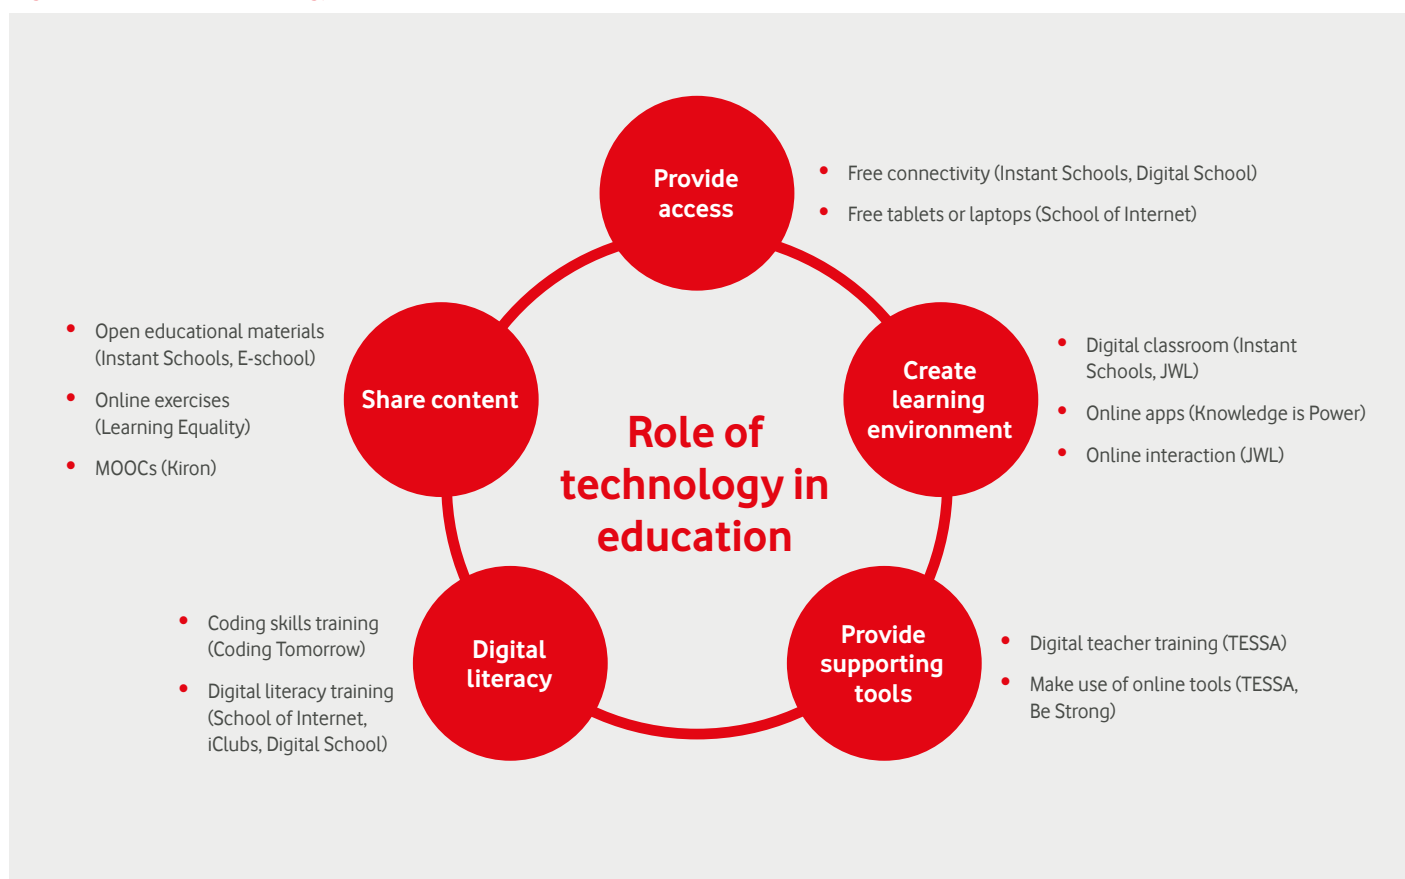 Provide
access
• Free connectivity (Instant Schools, Digital School)
• Free tablets or laptops (School of Internet)
Create
learning
environment
• Digital classroom (Instant
Schools, JWL)
• Online apps (Knowledge is Power)
• Online interaction (JWL)
Provide
supporting
tools
• Digital teacher training (TESSA)
• Make use of online tools (TESSA,
Be Strong)
Digital
literacy
• Coding skills training
(Coding Tomorrow)
• Digital literacy training
(School of Internet,
iClubs, Digital School)
Share content
• Open educational materials
(Instant Schools, E-school)
• Online exercises
(Learning Equality)
• MOOCs (Kiron)
Role of
technology in
education